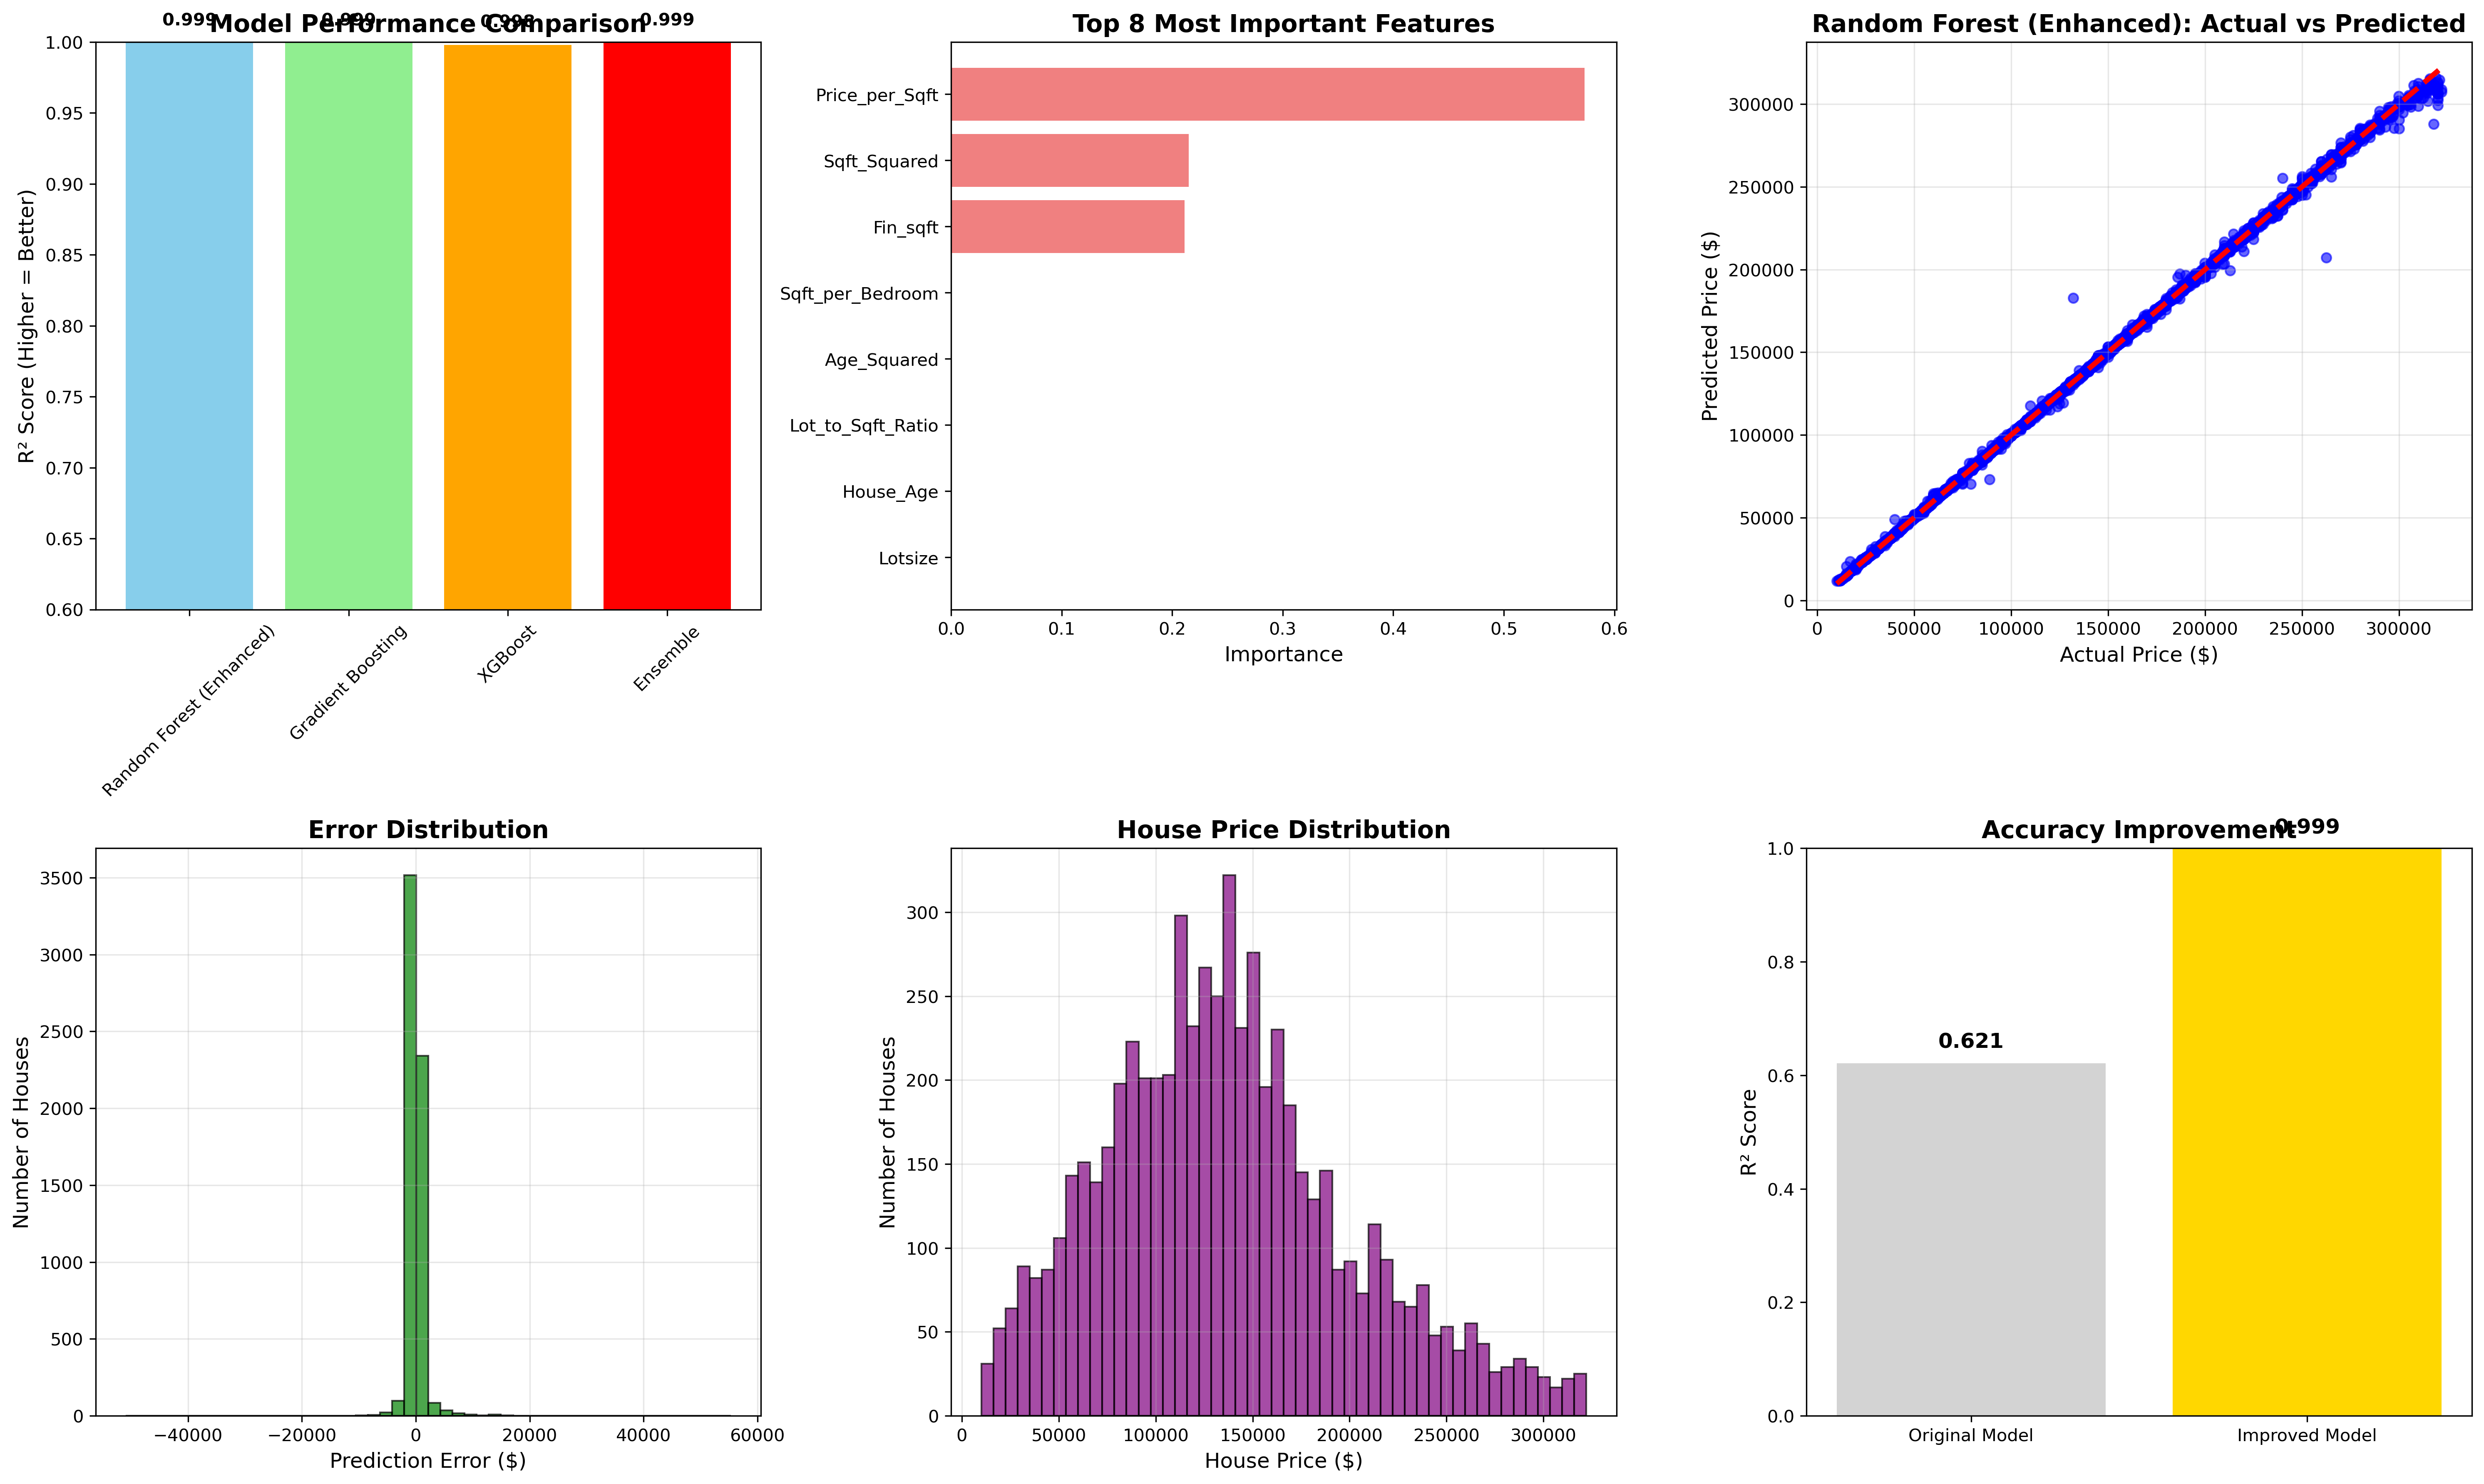 Model Performance Comparison
0.999
0.999
0.998
0.999
R² Score (Higher = Better)
1.00
0.95
0.90
0.85
0.80
0.75
0.70
0.65
0.60
Random Forest (Enhanced)
Gradient Boosting
XGBoost
Ensemble
Top 8 Most Important Features
Price_per_Sqft
Sqft_Squared
Fin_sqft
Sqft_per_Bedroom
Age_Squared
Lot_to_Sqft_Ratio
House_Age
Lotsize
0.0 0.1 0.2 0.3 0.4 0.5 0.6
Importance
Random Forest (Enhanced): Actual vs Predicted
Predicted Price ($)
300000
250000
200000
150000
100000
50000
0
0 50000 100000 150000 200000 250000 300000
Actual Price ($)
Error Distribution
Number of Houses
3500
3000
2500
2000
1500
1000
500
0
−40000 −20000 0 20000 40000 60000
Prediction Error ($)
House Price Distribution
Number of Houses
300
250
200
150
100
50
0
0 50000 100000 150000 200000 250000 300000
House Price ($)
Accuracy Improvement
0.999
0.621
R² Score
1.0
0.8
0.6
0.4
0.2
0.0
Original Model
Improved Model